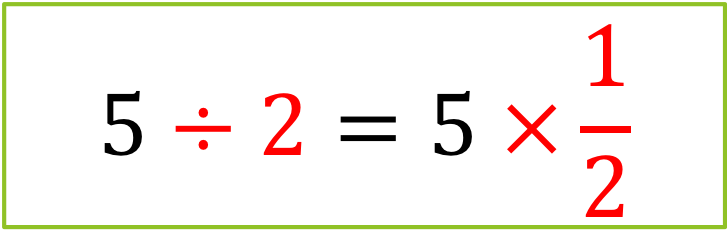 5 ÷ 2 = 5 × 1/2